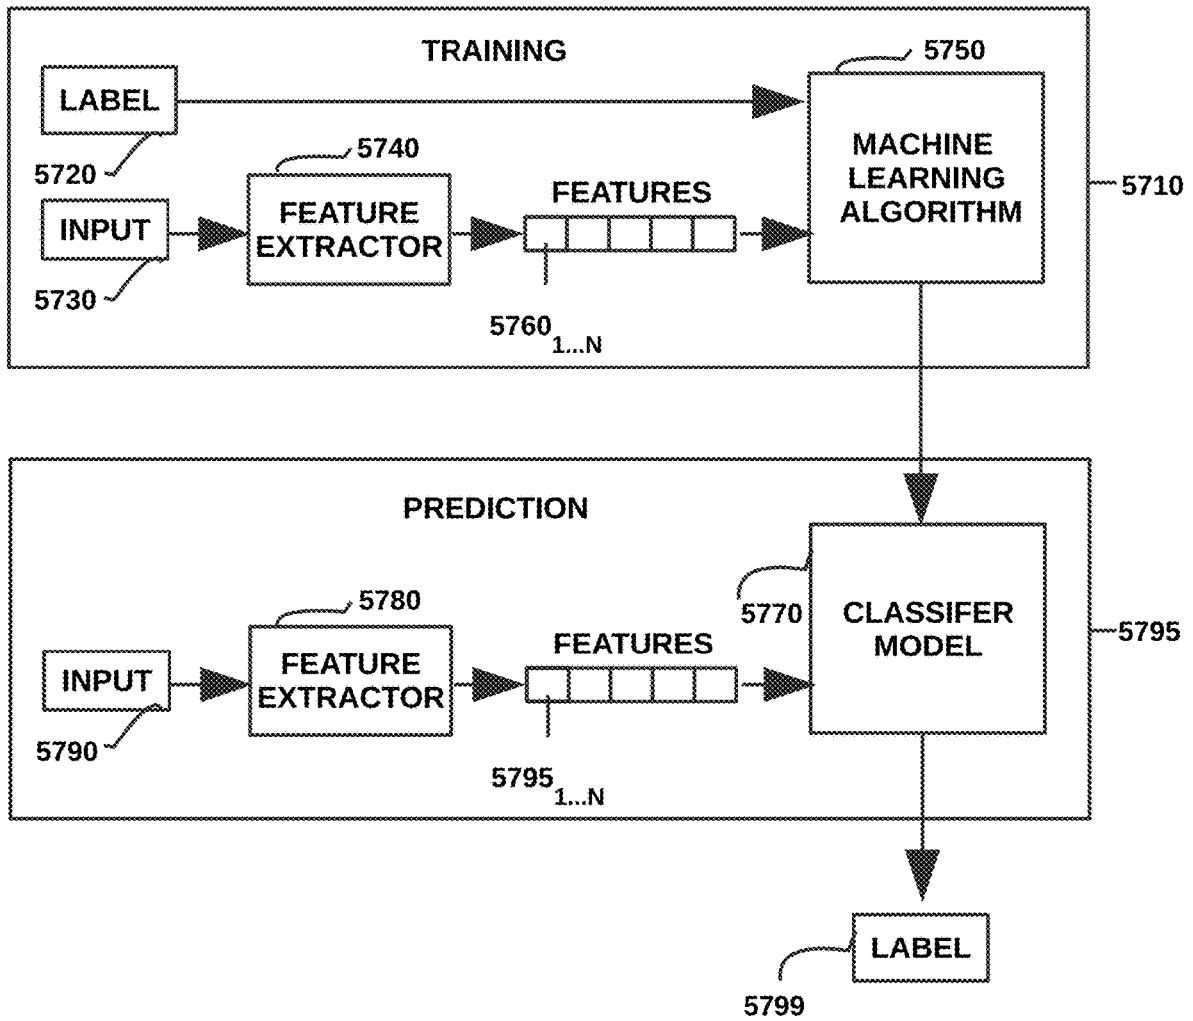 TRAINING
5750
LABEL
5720
5740
MACHINE
LEARNING
ALGORITHM
5710
FEATURES
INPUT
FEATURE
EXTRACTOR
5730
5760
1...N
PREDICTION
5770
CLASSIFER
MODEL
5795
5780
FEATURES
INPUT
FEATURE
EXTRACTOR
5790
5795
1...N
LABEL
5799